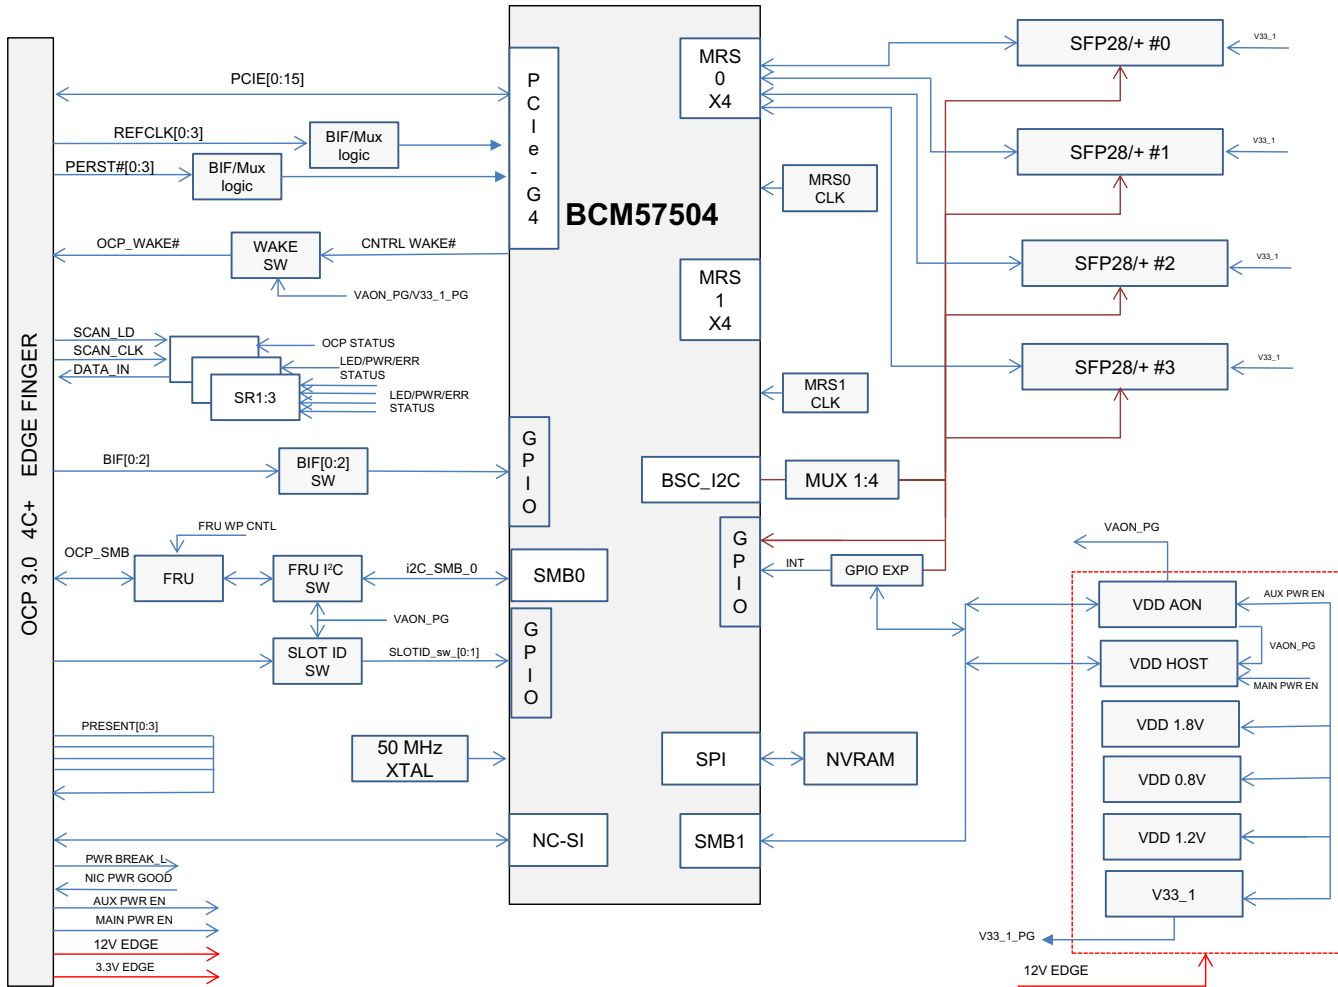 OCP 3.0 4C+ EDGE FINGER
PCIE[0:15]
REFCLK[0:3]
BIF/Mux
logic
PERST#[0:3]
BIF/Mux
logic
OCP_WAKE#
WAKE
SW
CNTRL WAKE#
VAON_PG/V33_1_PG
SCAN_LD
SCAN_CLK
DATA_IN
SR1:3
OCP STATUS
LED/PWR/ERR
STATUS
LED/PWR/ERR
STATUS
BIF[0:2]
BIF[0:2]
SW
FRU WP CNTL
OCP_SMB
FRU
FRU I²C
SW
i2C_SMB_0
VAON_PG
SLOT ID
SW
SLOTID_sw_[0:1]
PRESENT[0:3]
50 MHz
XTAL
PWR BREAK_L
NIC PWR GOOD
AUX PWR EN
MAIN PWR EN
12V EDGE
3.3V EDGE
BCM57504
PCIe-G4
GPIO
SMB0
GPIO
NC-SI
MRS
0
X4
MRS0
CLK
MRS
1
X4
MRS1
CLK
BSC_I2C
MUX 1:4
GPIO
INT
GPIO EXP
SPI
NVRAM
SMB1
SFP28/+ #0
V33_1
SFP28/+ #1
V33_1
SFP28/+ #2
V33_1
SFP28/+ #3
V33_1
VAON_PG
VDD AON
AUX PWR EN
VAON_PG
VDD HOST
MAIN PWR EN
VDD 1.8V
VDD 0.8V
VDD 1.2V
V33_1
V33_1_PG
12V EDGE